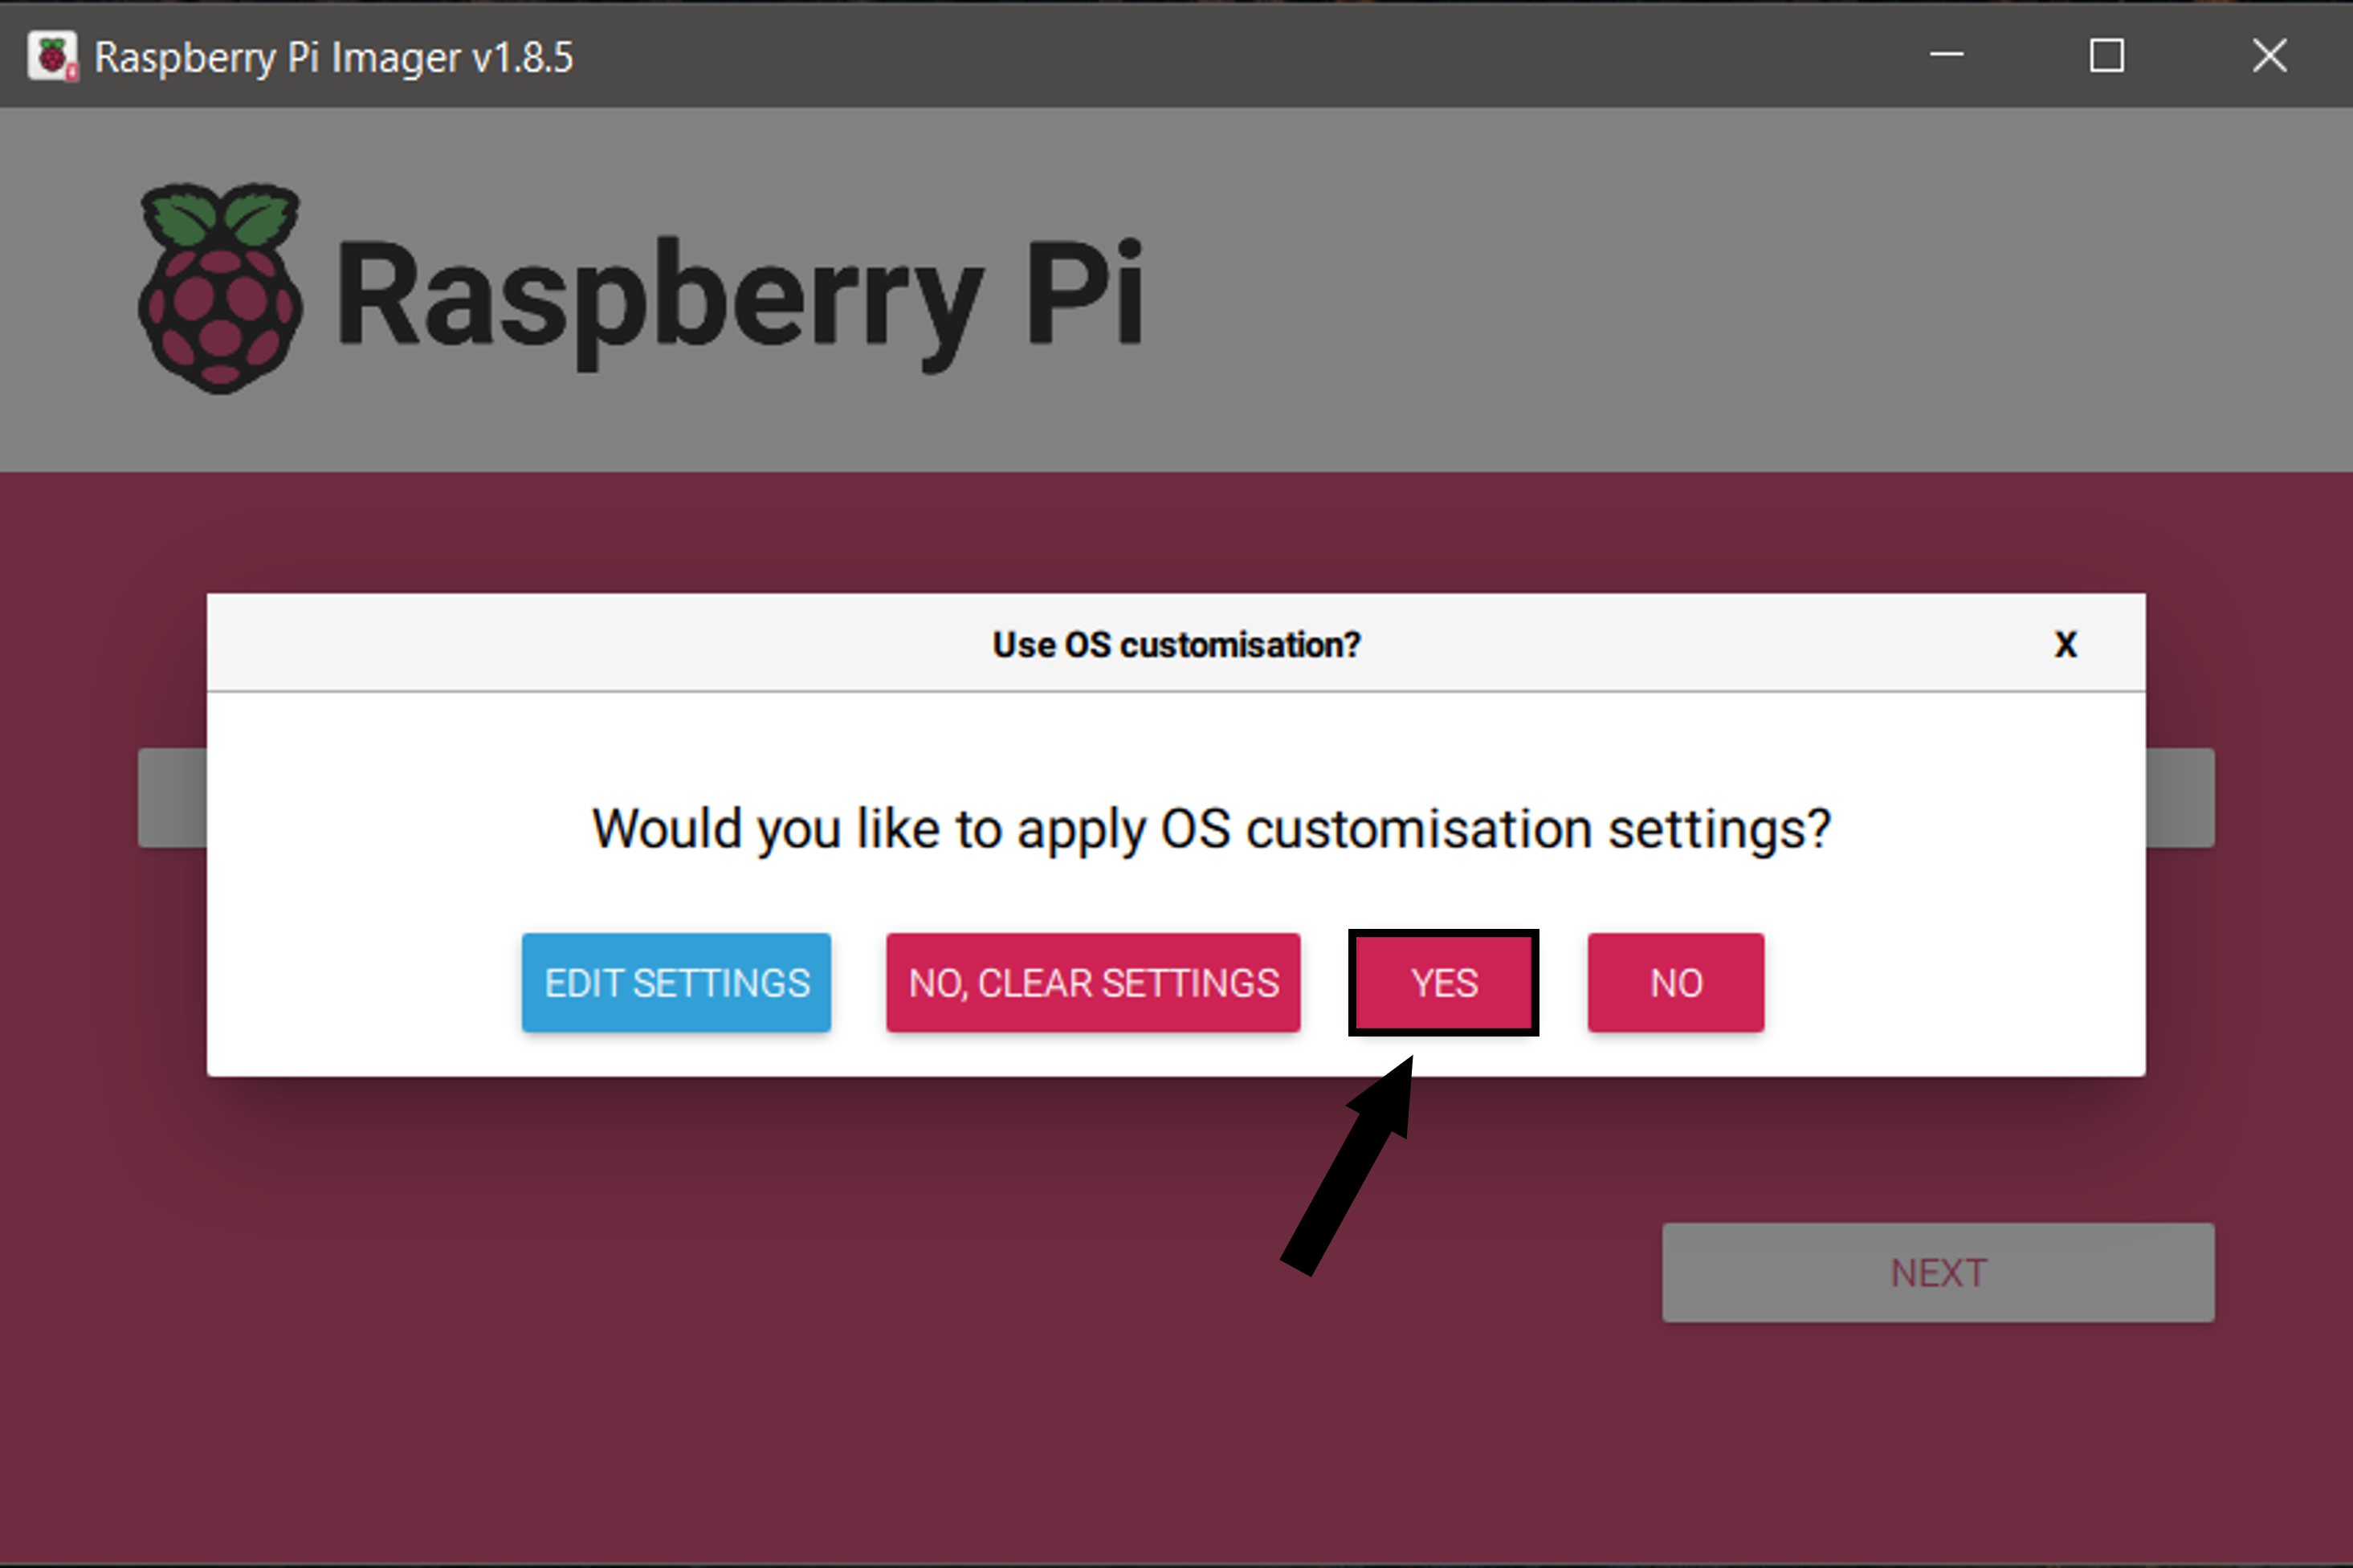 Raspberry Pi Imager v1.8.5
Raspberry Pi
Use OS customisation?
X
Would you like to apply OS customisation settings?
EDIT SETTINGS
NO, CLEAR SETTINGS
YES
NO
NEXT